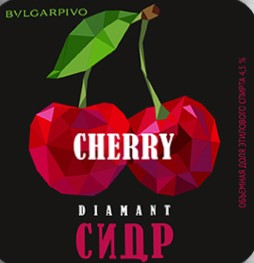 BVLGARPIVO
CHERRY
DIAMANT
СИДР
ОБЪЕМНАЯ ДОЛЯ ЭТИЛОВОГО СПИРТА 4,5 %